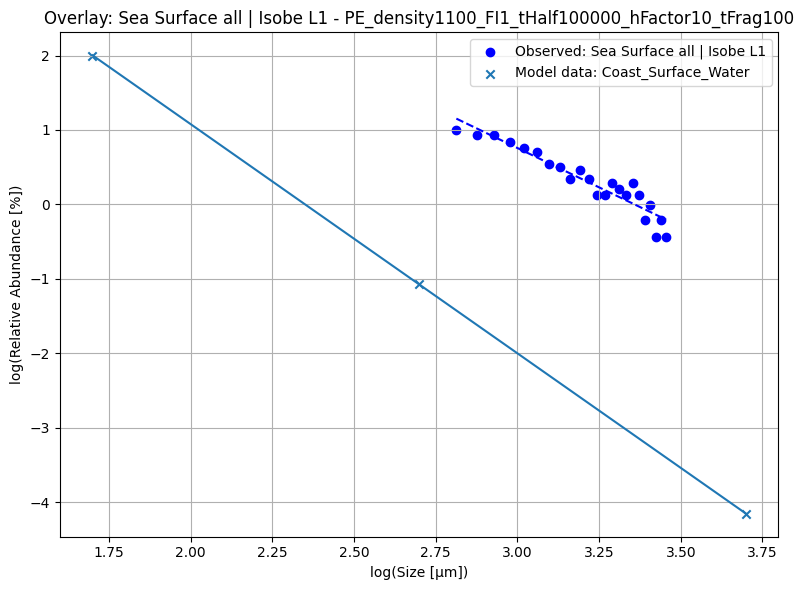 Overlay: Sea Surface all | Isobe L1 - PE_density1100_FI1_tHalf100000_hFactor10_tFrag100
Observed: Sea Surface all | Isobe L1
Model data: Coast_Surface_Water
log(Relative Abundance [%])
2
1
0
−1
−2
−3
−4
1.75 2.00 2.25 2.50 2.75 3.00 3.25 3.50 3.75
log(Size [μm])